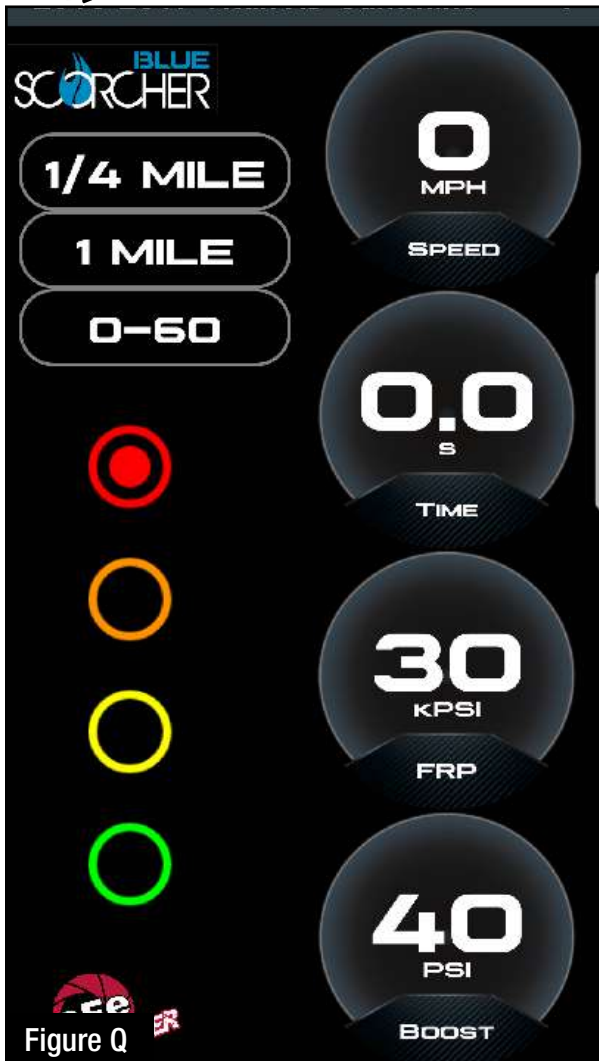 BLUE
SCORCHER
1/4 MILE
1 MILE
0-60
0
MPH
SPEED
0.0
S
TIME
30
KPSI
FRP
40
PSI
BOOST
aFe
Figure Q